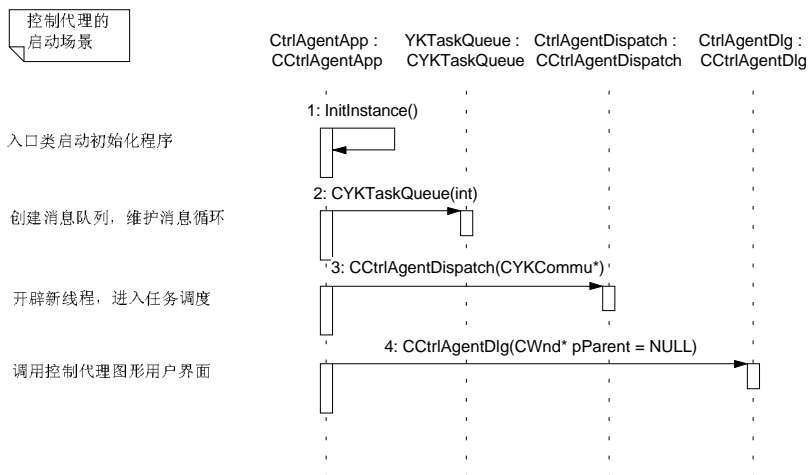 控制代理的
启动场景
CtrlAgentApp : YKTaskQueue : CtrlAgentDispatch : CtrlAgentDlg :
CCtrlAgentApp CYKTaskQueue CCtrlAgentDispatch CCtrlAgentDlg
1: InitInstance()
入口类启动初始化程序
2: CYKTaskQueue(int)
创建消息队列，维护消息循环
3: CCtrlAgentDispatch(CYKCommu*)
开辟新线程，进入任务调度
4: CCtrlAgentDlg(CWnd* pParent = NULL)
调用控制代理图形用户界面